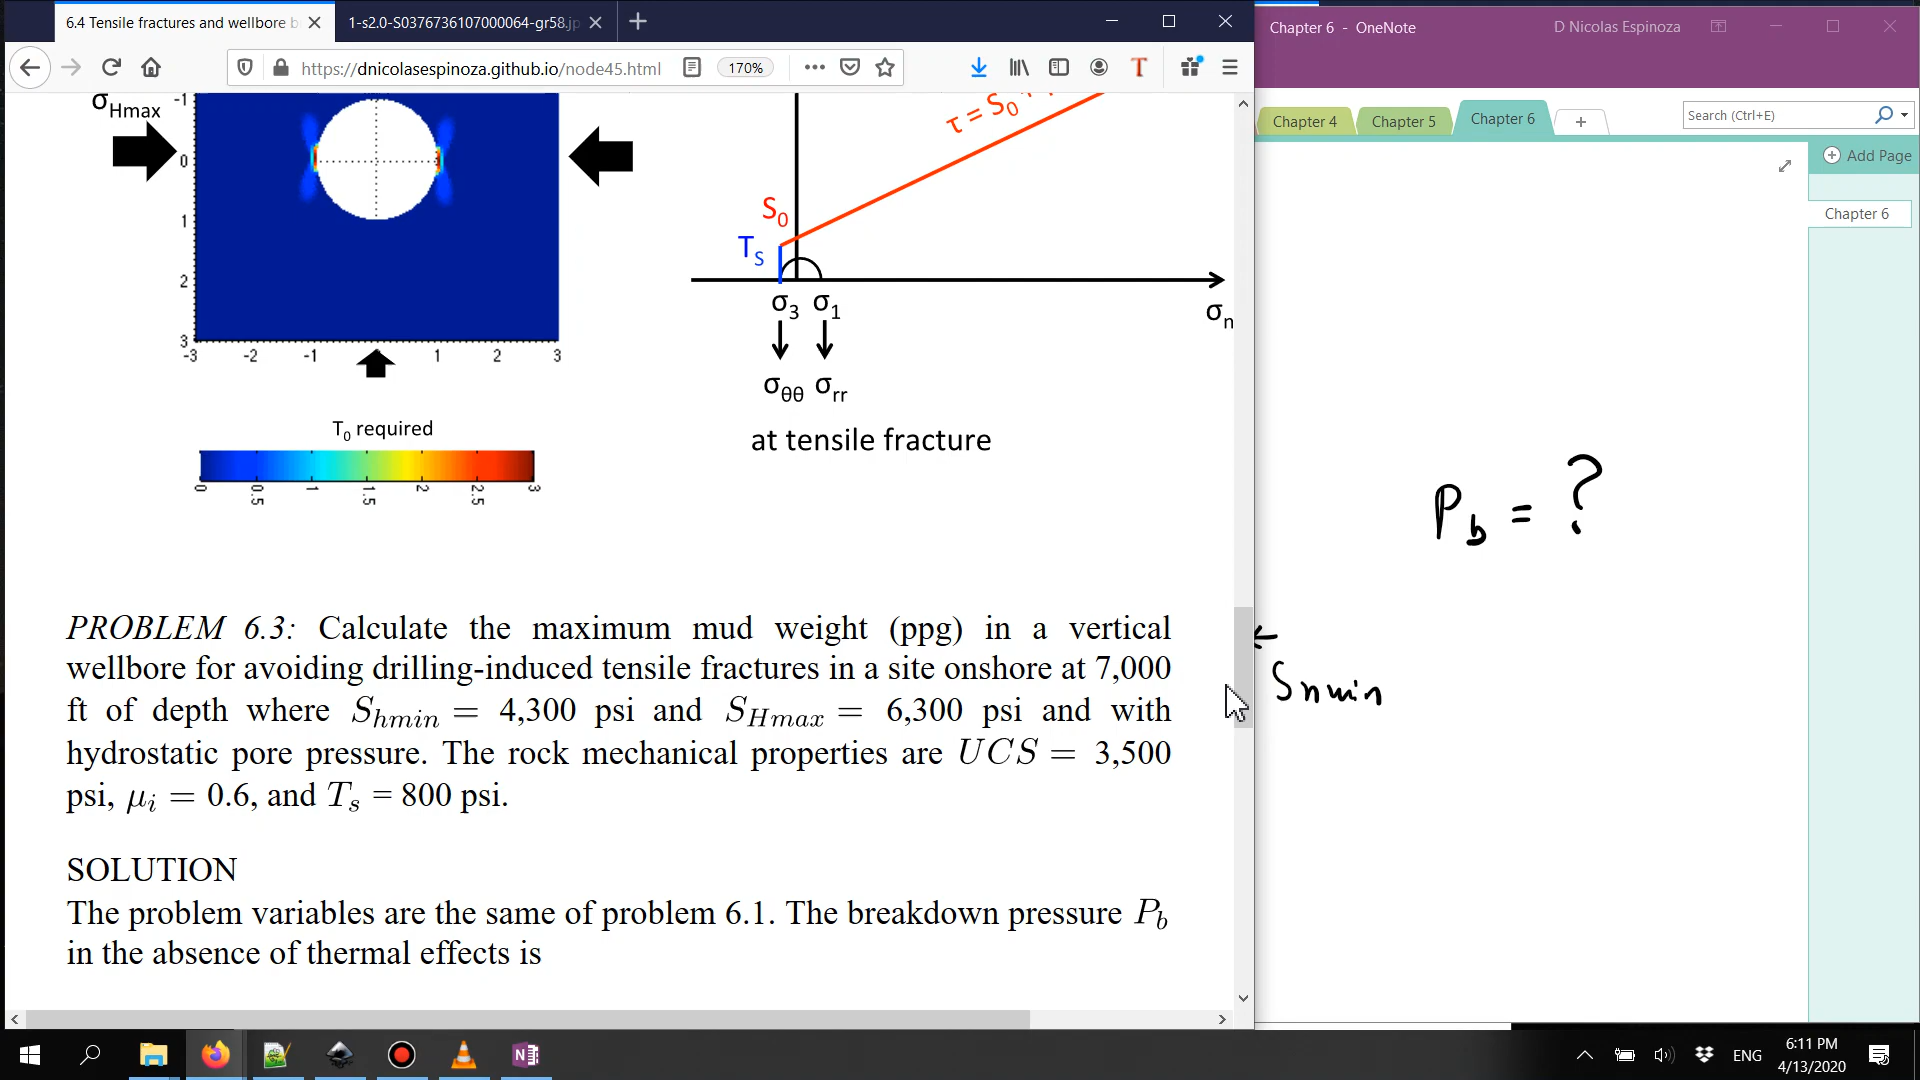 6.4 Tensile fractures and wellbore b
1-s2.0-S0376736107000064-gr58.jp
Chapter 6 - OneNote
D Nicolas Espinoza
https://dnicolasespinoza.github.io/node45.html
170%
Chapter 4
Chapter 5
Chapter 6
Search (Ctrl+E)
Add Page
Chapter 6
σHmax
-1
0
1
2
3
-3 -2 -1 1 2 3
T0 required
0 0.5 1 1.5 2 2.5 3
τ = S0 +
S0
Ts
σ3 σ1
σn
σθθ σrr
at tensile fracture
Pb = ?
Shmin
PROBLEM 6.3: Calculate the maximum mud weight (ppg) in a vertical
wellbore for avoiding drilling-induced tensile fractures in a site onshore at 7,000
ft of depth where Shmin = 4,300 psi and SHmax = 6,300 psi and with
hydrostatic pore pressure. The rock mechanical properties are UCS = 3,500
psi, μi = 0.6, and Ts = 800 psi.
SOLUTION
The problem variables are the same of problem 6.1. The breakdown pressure Pb
in the absence of thermal effects is
ENG
6:11 PM
4/13/2020